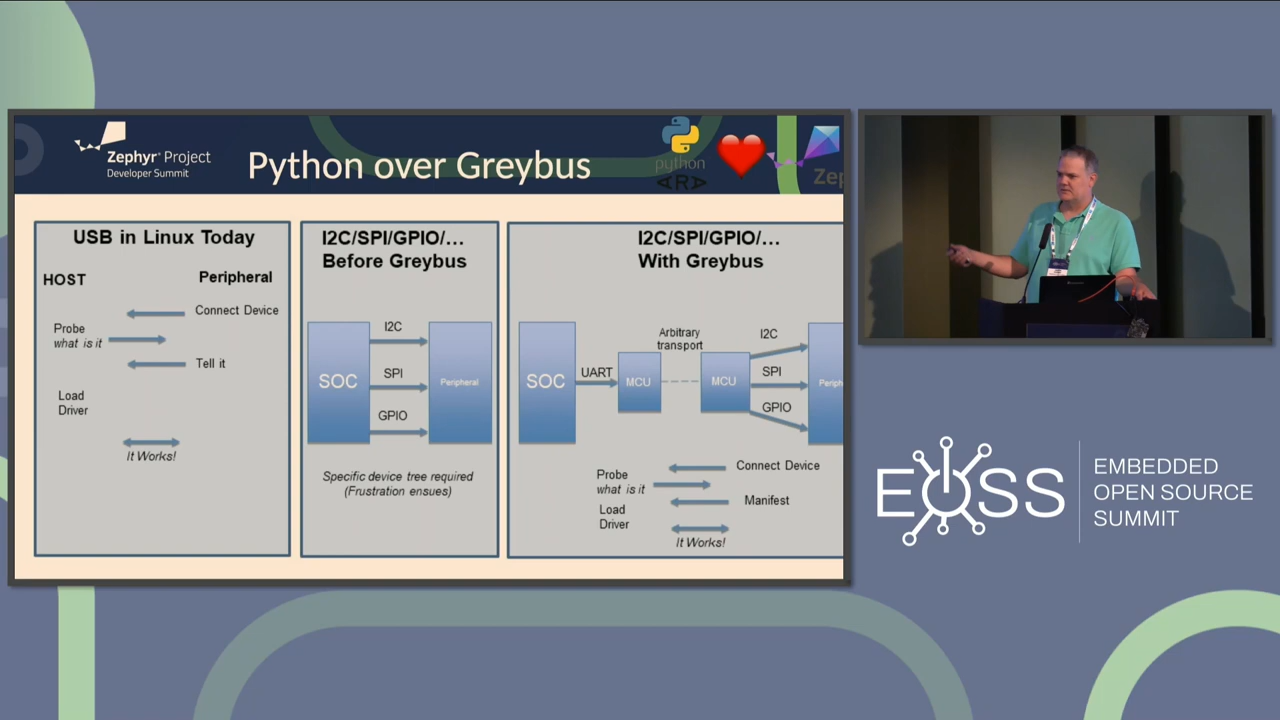 Zephyr® Project
Developer Summit
Python over Greybus
python
ARA
Zep
USB in Linux Today
HOST
Peripheral
Connect Device
Probe
what is it
Tell it
Load
Driver
It Works!
I2C/SPI/GPIO/...
Before Greybus
SOC
I2C
SPI
GPIO
Peripheral
Specific device tree required
(Frustration ensues)
I2C/SPI/GPIO/...
With Greybus
SOC
UART
MCU
Arbitrary
transport
MCU
I2C
SPI
GPIO
Periph
Connect Device
Probe
what is it
Manifest
Load
Driver
It Works!
EOSS
EMBEDDED
OPEN SOURCE
SUMMIT